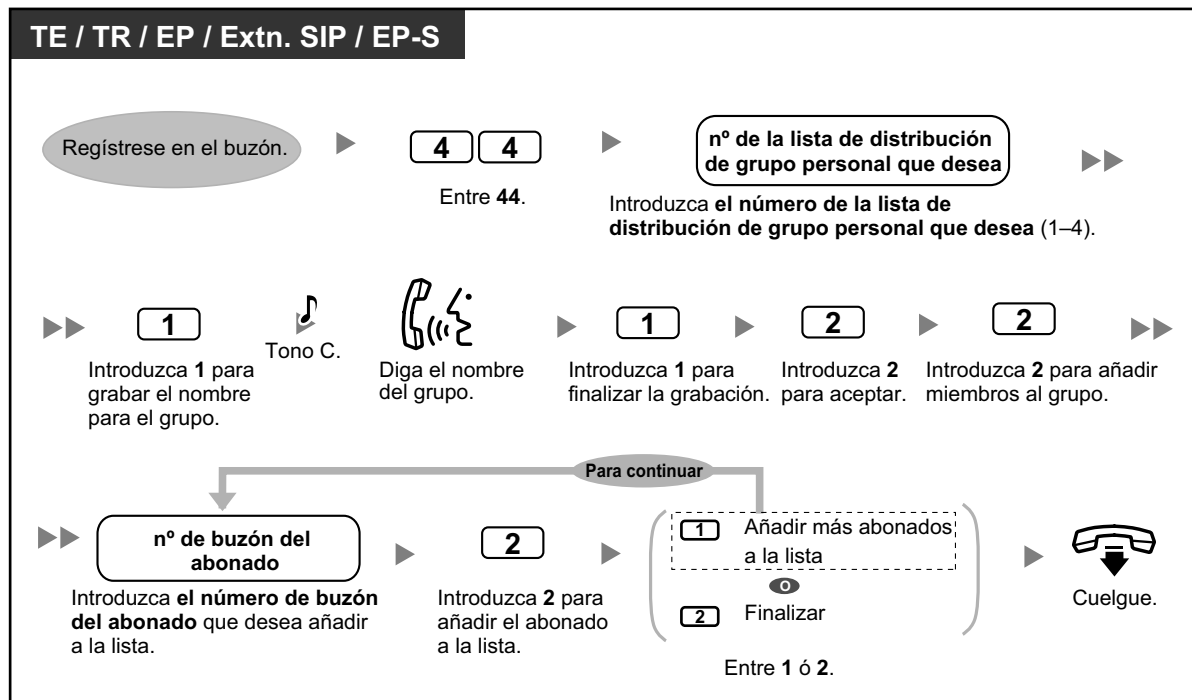 TE / TR / EP / Extn. SIP / EP-S
Regístrese en el buzón.
4 4
Entre 44.
nº de la lista de distribución
de grupo personal que desea
Introduzca el número de la lista de
distribución de grupo personal que desea (1–4).
1
Introduzca 1 para
grabar el nombre
para el grupo.
Tono C.
Diga el nombre
del grupo.
1
Introduzca 1 para
finalizar la grabación.
2
Introduzca 2
para aceptar.
2
Introduzca 2 para añadir
miembros al grupo.
Para continuar
nº de buzón del
abonado
Introduzca el número de buzón
del abonado que desea añadir
a la lista.
2
Introduzca 2 para
añadir el abonado
a la lista.
1 Añadir más abonados
a la lista
O
2 Finalizar
Entre 1 ó 2.
Cuelgue.